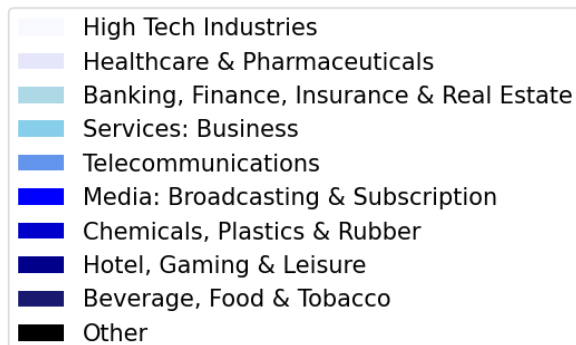 High Tech Industries
Healthcare & Pharmaceuticals
Banking, Finance, Insurance & Real Estate
Services: Business
Telecommunications
Media: Broadcasting & Subscription
Chemicals, Plastics & Rubber
Hotel, Gaming & Leisure
Beverage, Food & Tobacco
Other